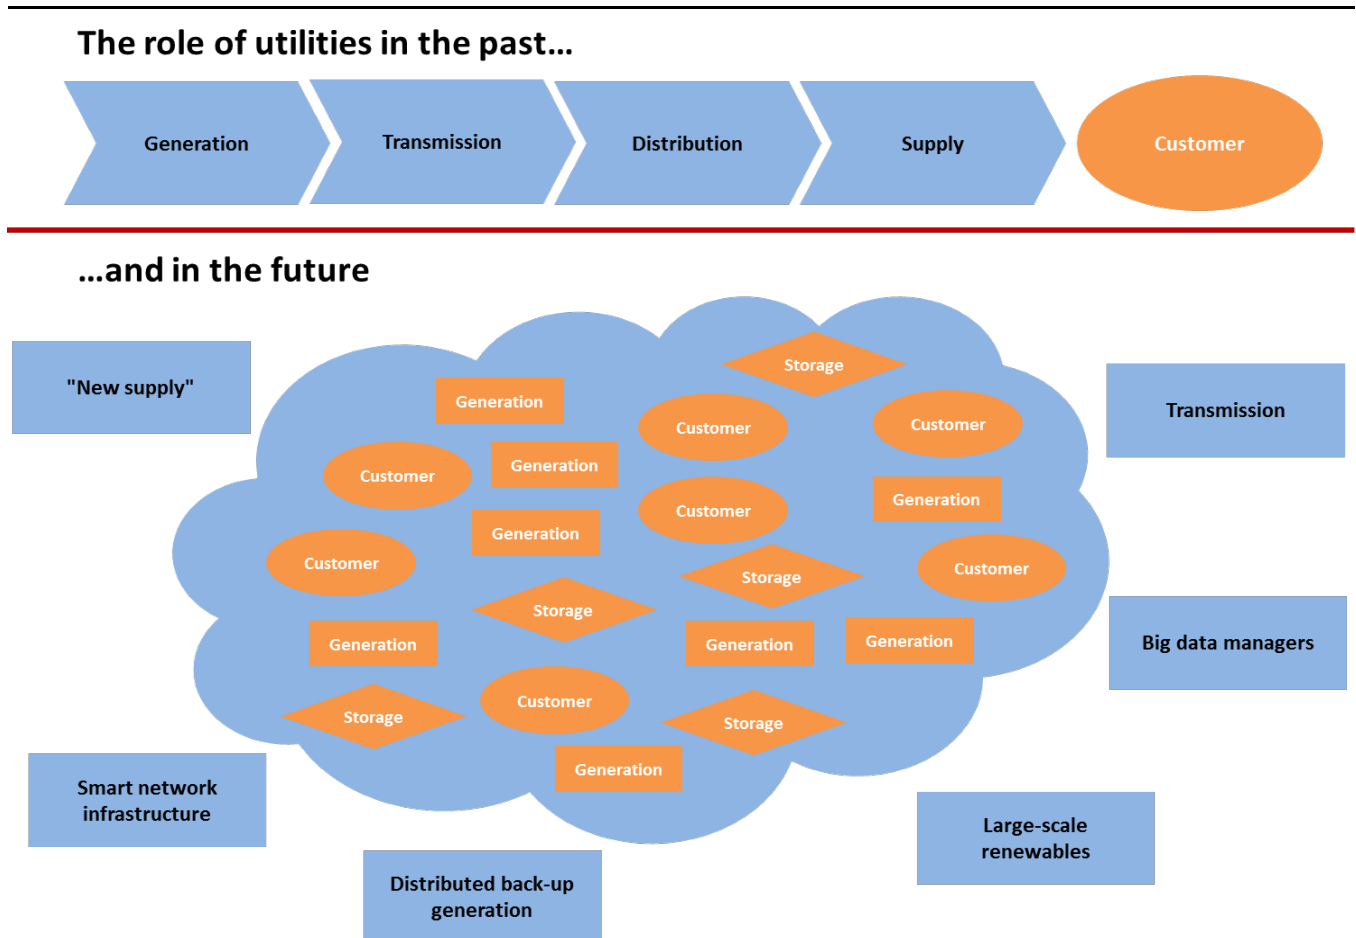 The role of utilities in the past...
Generation
Transmission
Distribution
Supply
Customer
...and in the future
"New supply"
Storage
Generation
Customer
Customer
Transmission
Customer
Generation
Generation
Customer
Generation
Customer
Customer
Storage
Storage
Generation
Generation
Generation
Big data managers
Storage
Customer
Storage
Generation
Smart network
infrastructure
Large-scale
renewables
Distributed back-up
generation